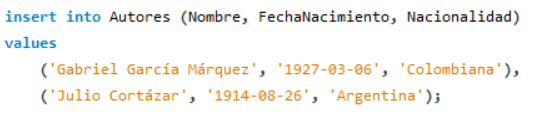 insert into Autores (Nombre, FechaNacimiento, Nacionalidad)
values
    ('Gabriel García Márquez', '1927-03-06', 'Colombiana'),
    ('Julio Cortázar', '1914-08-26', 'Argentina');